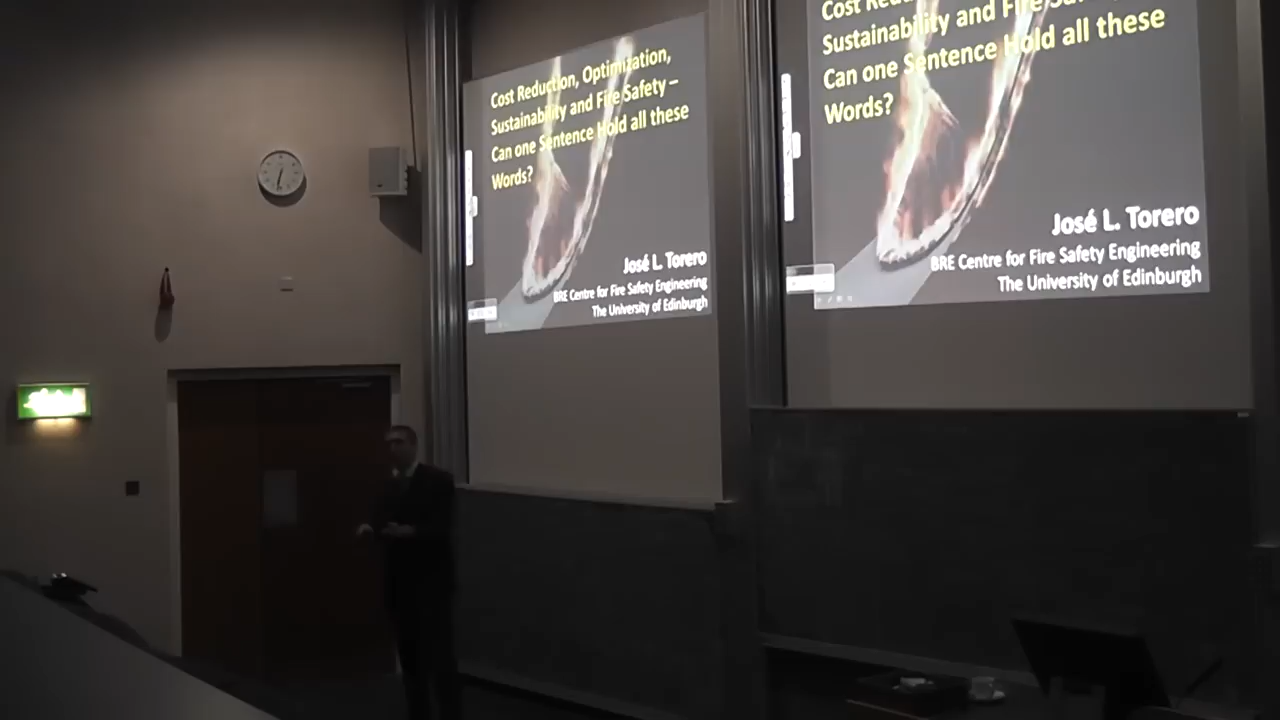 Cost Reduction, Optimization,
Sustainability and Fire Safety –
Can one Sentence Hold all these
Words?
José L. Torero
BRE Centre for Fire Safety Engineering
The University of Edinburgh
Sustainability and Fire
Can one Sentence Hold all these
Words?
José L. Torero
BRE Centre for Fire Safety Engineering
The University of Edinburgh